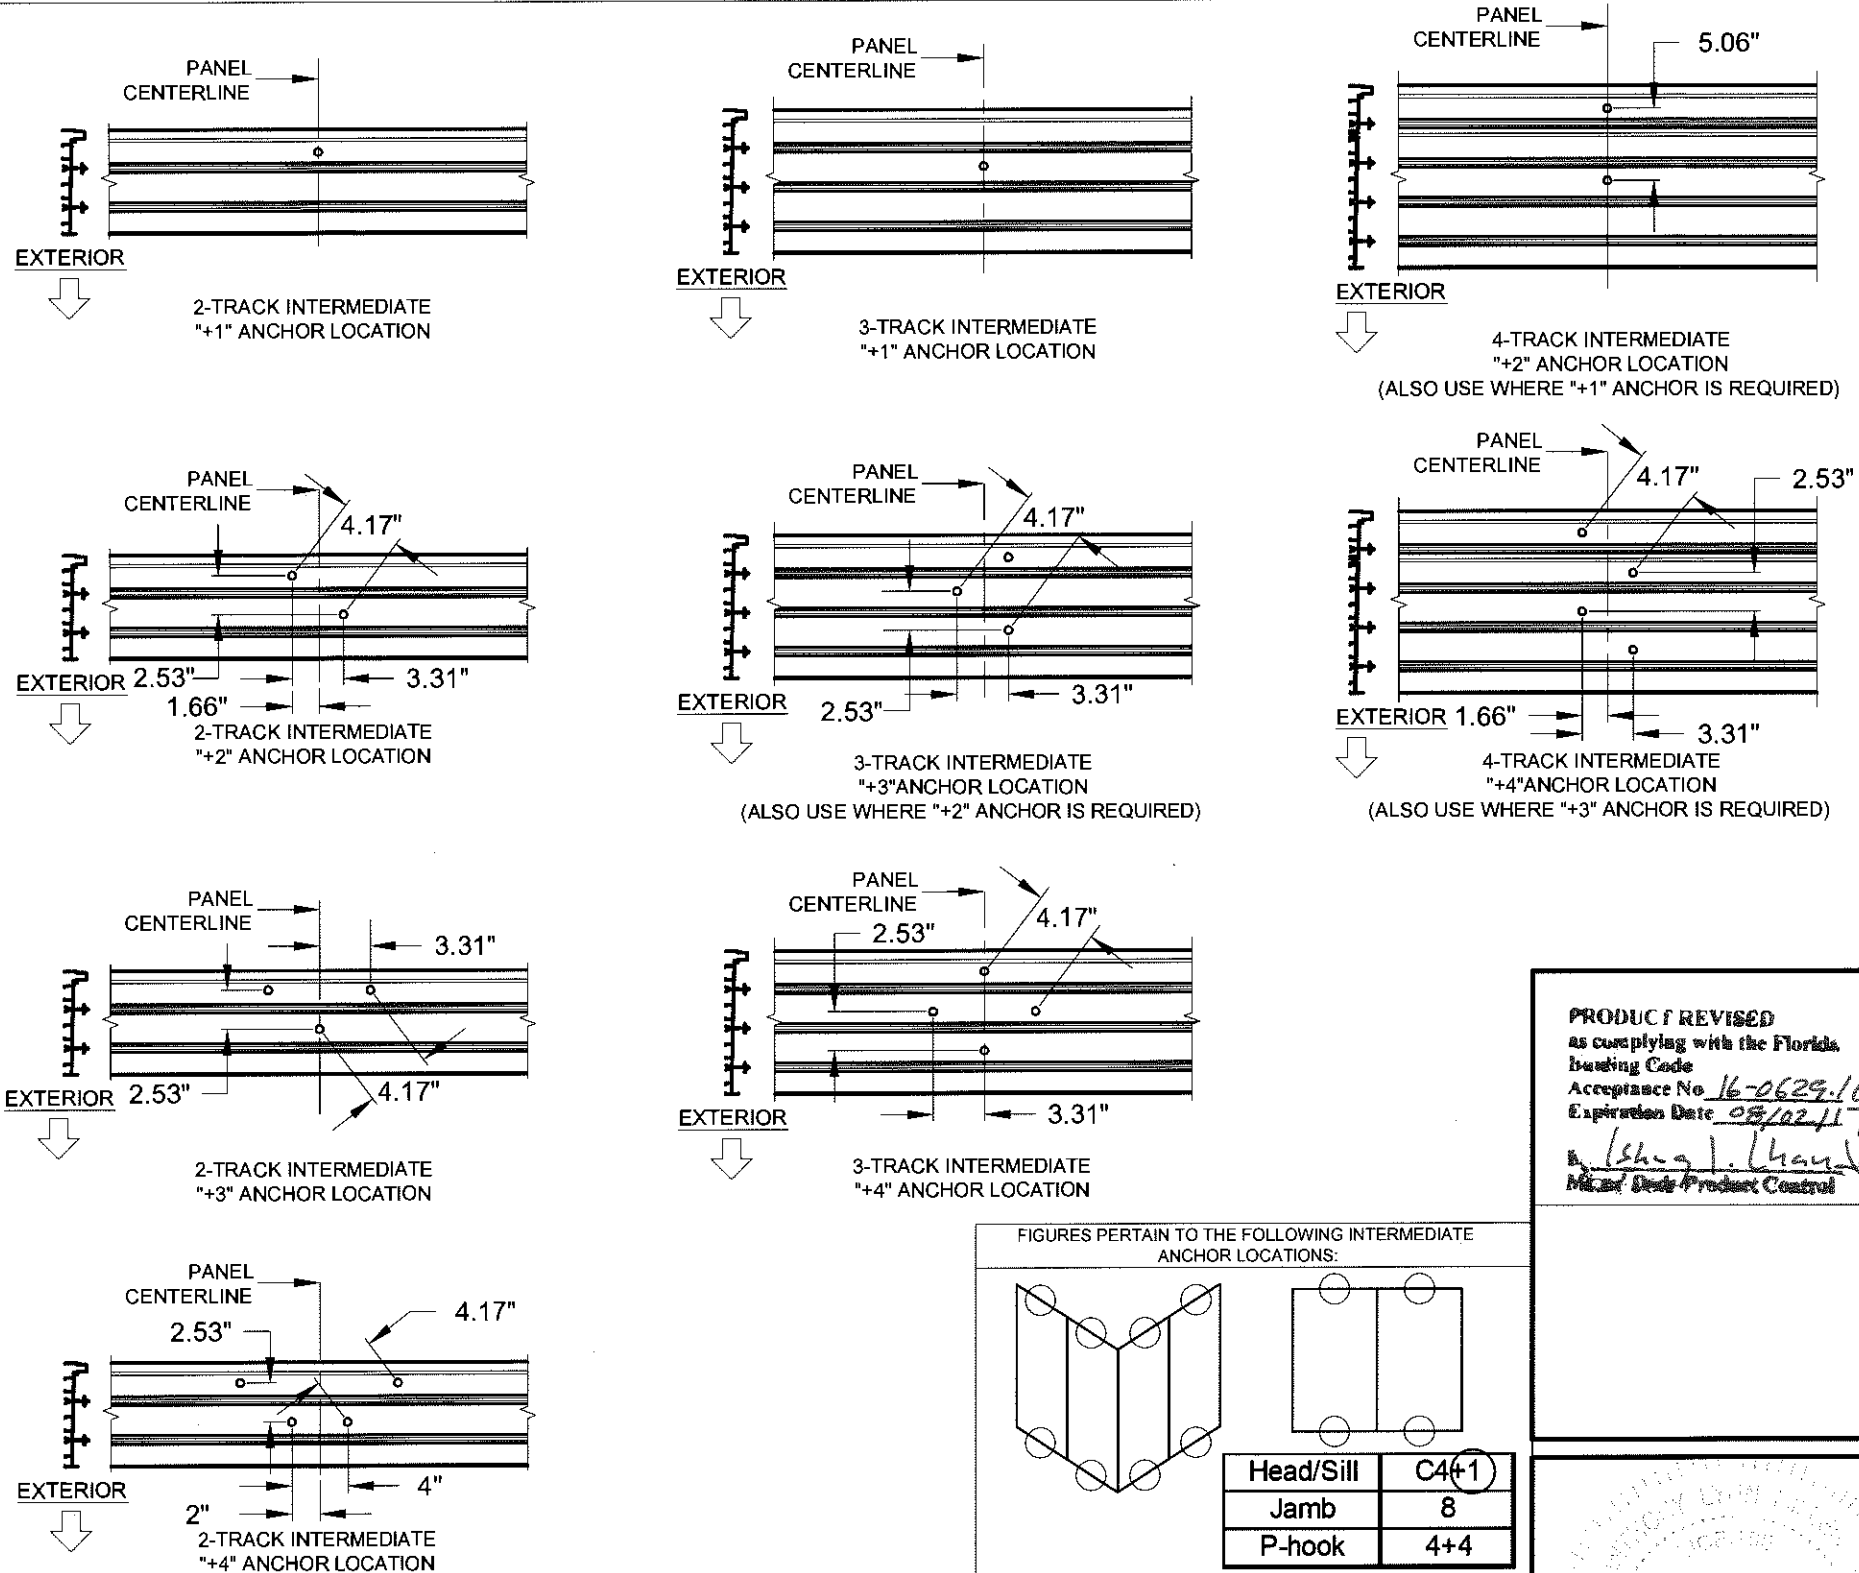 PANEL
CENTERLINE
EXTERIOR
2-TRACK INTERMEDIATE
"+1" ANCHOR LOCATION
PANEL
CENTERLINE
EXTERIOR
3-TRACK INTERMEDIATE
"+1" ANCHOR LOCATION
PANEL
CENTERLINE
5.06"
EXTERIOR
4-TRACK INTERMEDIATE
"+2" ANCHOR LOCATION
(ALSO USE WHERE "+1" ANCHOR IS REQUIRED)
PANEL
CENTERLINE
4.17"
EXTERIOR
2.53"
3.31"
1.66"
2-TRACK INTERMEDIATE
"+2" ANCHOR LOCATION
PANEL
CENTERLINE
4.17"
EXTERIOR
2.53"
3.31"
3-TRACK INTERMEDIATE
"+3"ANCHOR LOCATION
(ALSO USE WHERE "+2" ANCHOR IS REQUIRED)
PANEL
CENTERLINE
4.17"
2.53"
EXTERIOR
1.66"
3.31"
4-TRACK INTERMEDIATE
"+4"ANCHOR LOCATION
(ALSO USE WHERE "+3" ANCHOR IS REQUIRED)
PANEL
CENTERLINE
3.31"
EXTERIOR
2.53"
4.17"
2-TRACK INTERMEDIATE
"+3" ANCHOR LOCATION
PANEL
CENTERLINE
2.53"
4.17"
EXTERIOR
3.31"
3-TRACK INTERMEDIATE
"+4" ANCHOR LOCATION
PANEL
CENTERLINE
2.53"
4.17"
EXTERIOR
4"
2"
2-TRACK INTERMEDIATE
"+4" ANCHOR LOCATION
FIGURES PERTAIN TO THE FOLLOWING INTERMEDIATE
ANCHOR LOCATIONS:
Head/Sill C4+1
Jamb 8
P-hook 4+4
PRODUCT REVISED
as complying with the Florida
Building Code
Acceptance No 16-0629.
Expiration Date
By
Miami Dade Product Control